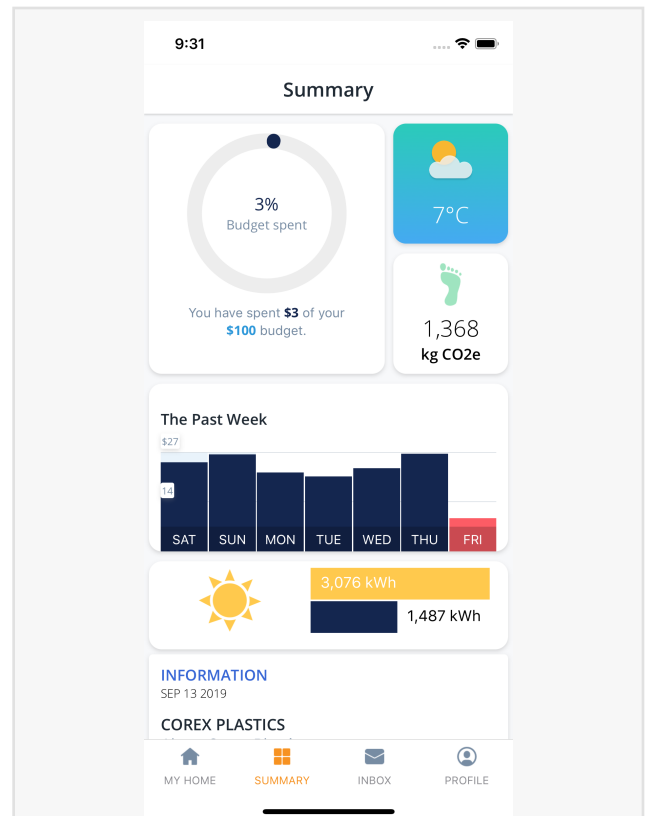 9:31
Summary
3%
Budget spent
You have spent $3 of your
$100 budget.
7°C
1,368
kg CO2e
The Past Week
$27
14
SAT SUN MON TUE WED THU FRI
3,076 kWh
1,487 kWh
INFORMATION
SEP 13 2019
COREX PLASTICS
MY HOME SUMMARY INBOX PROFILE